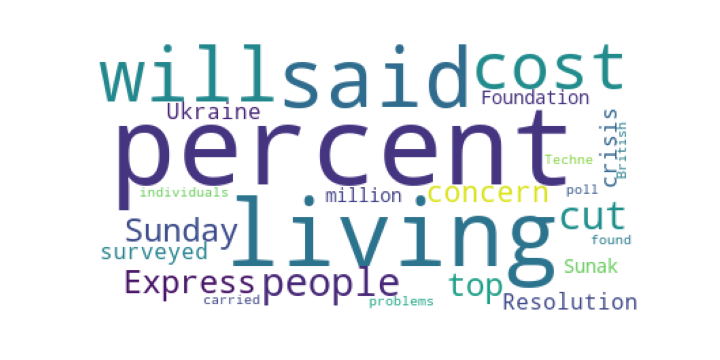 will said cost
Ukraine Foundation
percent crisis British
Techne
individuals million concern poll
Sunday living cut
surveyed found
Express people top Sunak
carried problems Resolution